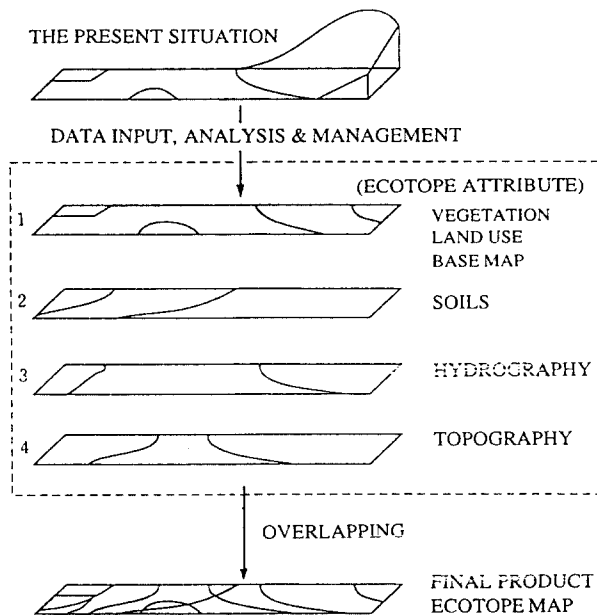 THE PRESENT SITUATION
DATA INPUT, ANALYSIS & MANAGEMENT
(ECOTOPE ATTRIBUTE)
1
VEGETATION
LAND USE
BASE MAP
2
SOILS
3
HYDROGRAPHY
4
TOPOGRAPHY
OVERLAPPING
FINAL PRODUCT
ECOTOPE MAP